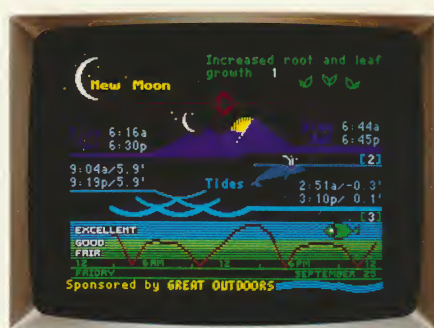 Increased root and leaf
growth 1
New Moon
6:16a
6:30p
6:44a
6:45p
[2]
9:04a/5.9'
9:19p/5.9'
Tides
2:51a/-0.3'
3:10p/ 0.1'
[3]
EXCELLENT
GOOD
FAIR
12 6AM 12 6PM 12
FRIDAY SEPTEMBER 25
Sponsored by GREAT OUTDOORS